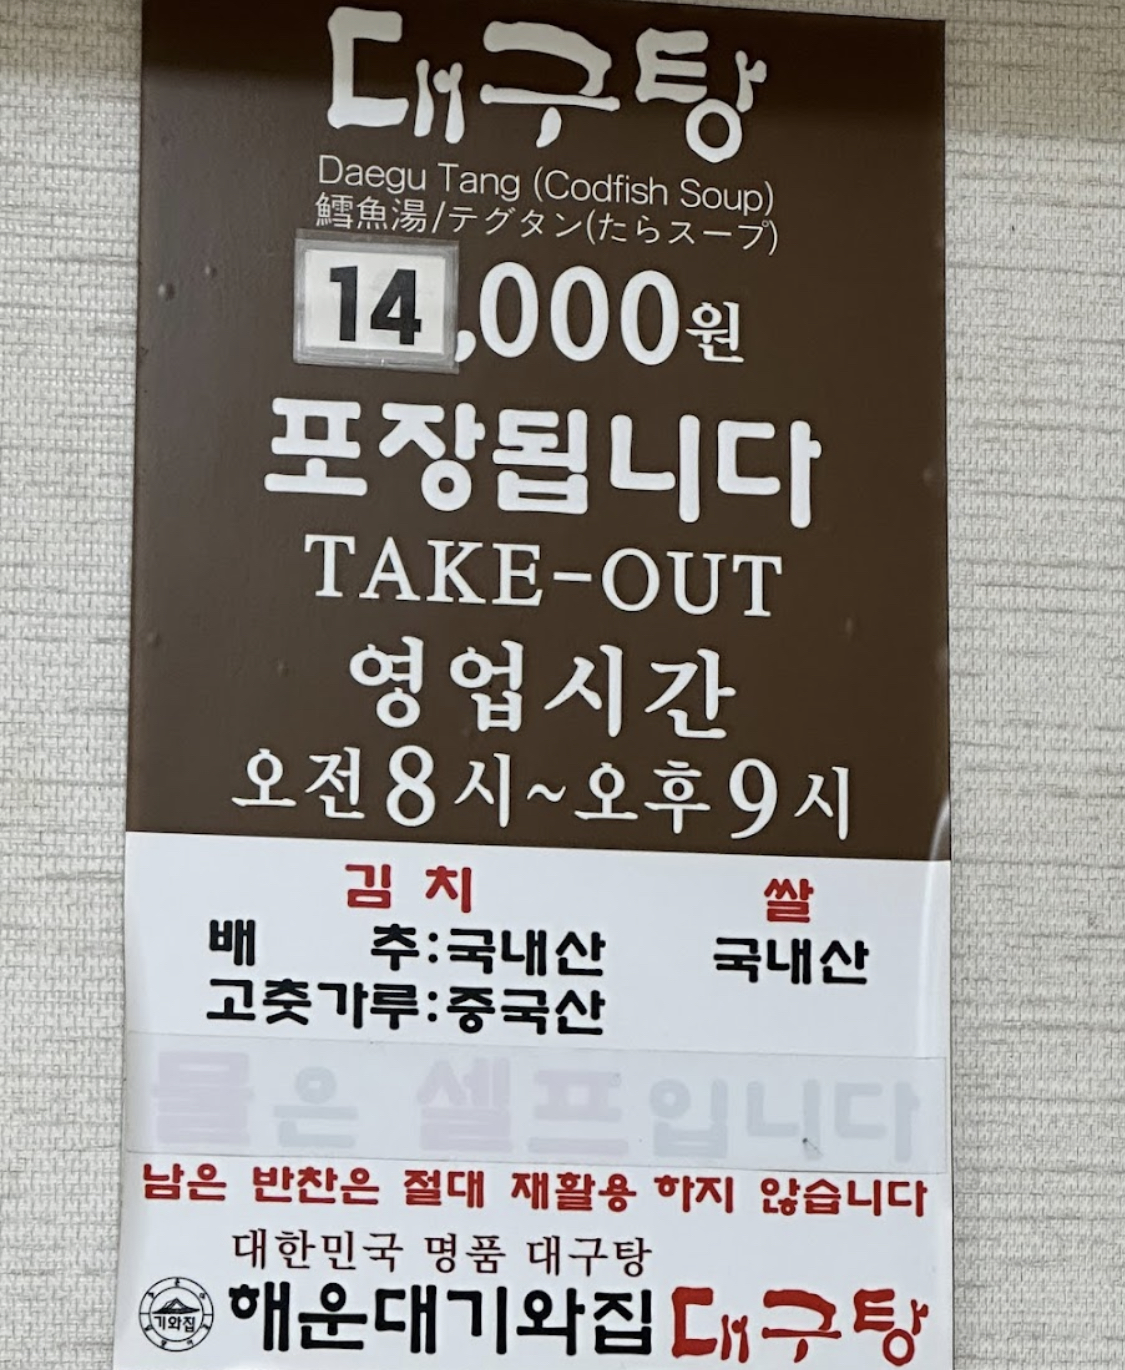 대구탕
Daegu Tang (Codfish Soup)
鱈魚湯/テグタン(たらスープ)
14,000원
포장됩니다
TAKE-OUT
영업시간
오전8시~오후9시
김치 쌀
배 추:국내산 국내산
고춧가루:중국산
물은 셀프입니다
남은 반찬은 절대 재활용 하지 않습니다
대한민국 명품 대구탕
기와집 해운대기와집대구탕